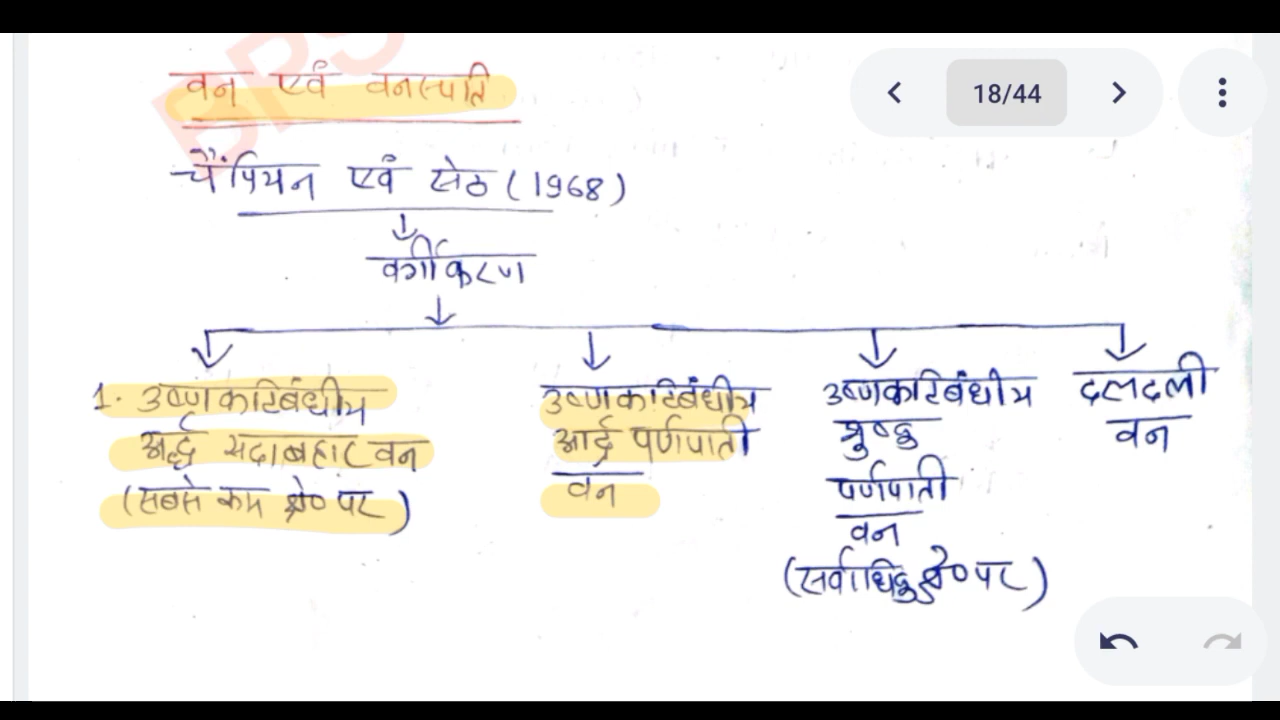 BPS
18/44
वन एवं वनस्पति
चैंपियन एवं सेठ (1968)
वर्गीकरण
1. उष्णकटिबंधीय
अर्द्ध सदाबहार वन
(सबसे कम क्षे० पर)
उष्णकटिबंधीय
आर्द्र पर्णपाती
वन
उष्णकटिबंधीय
शुष्क
पर्णपाती
वन
(सर्वाधिक क्षे० पर)
दलदली
वन